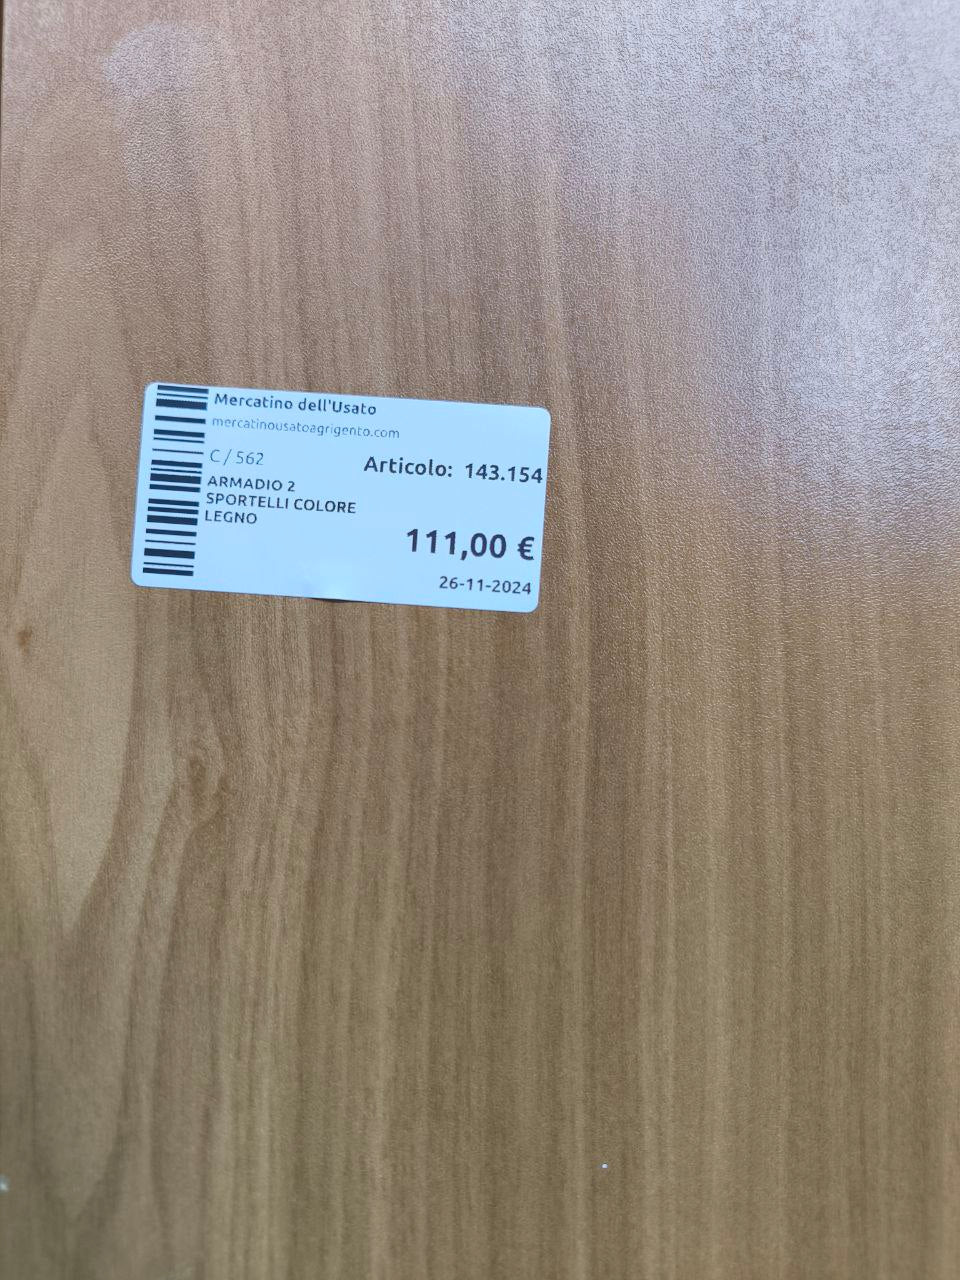 Mercatino dell'Usato
mercatinousatoagrigento.com
C / 562
Articolo: 143.154
ARMADIO 2
SPORTELLI COLORE
LEGNO
111,00 €
26-11-2024